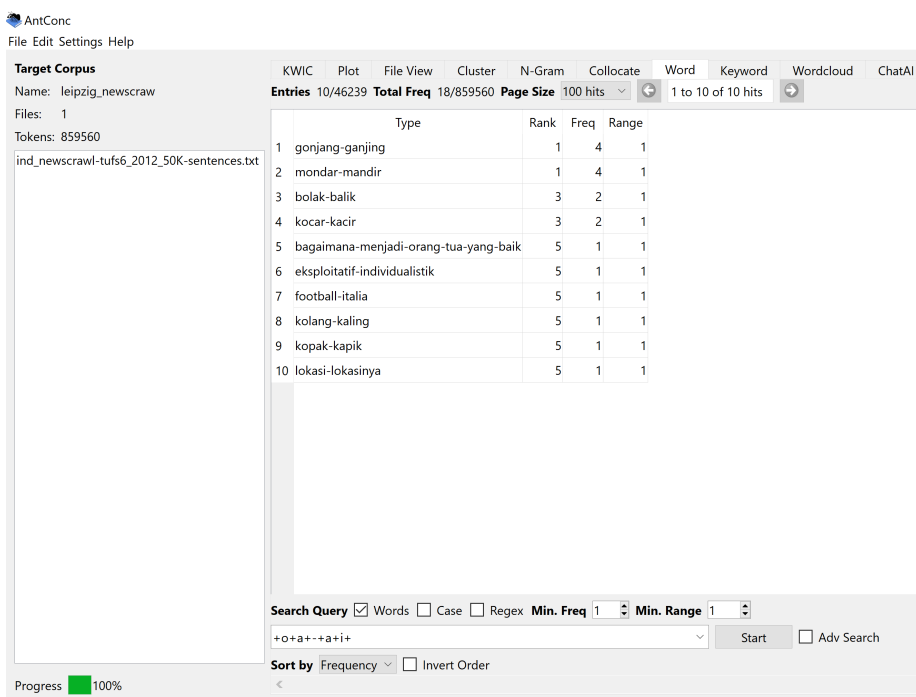 AntConc
File Edit Settings Help
Target Corpus
Name: leipzig_newscraw
Files: 1
Tokens: 859560
ind_newscrawl-tufs6_2012_50K-sentences.txt
Progress 100%
KWIC Plot File View Cluster N-Gram Collocate Word Keyword Wordcloud ChatAI
Entries 10/46239 Total Freq 18/859560 Page Size 100 hits 1 to 10 of 10 hits
Type Rank Freq Range
1 gonjang-ganjing 1 4 1
2 mondar-mandir 1 4 1
3 bolak-balik 3 2 1
4 kocar-kacir 3 2 1
5 bagaimana-menjadi-orang-tua-yang-baik 5 1 1
6 eksploitatif-individualistik 5 1 1
7 football-italia 5 1 1
8 kolang-kaling 5 1 1
9 kopak-kapik 5 1 1
10 lokasi-lokasinya 5 1 1
Search Query Words Case Regex Min. Freq 1 Min. Range 1
+o+a+-+a+i+ Start Adv Search
Sort by Frequency Invert Order